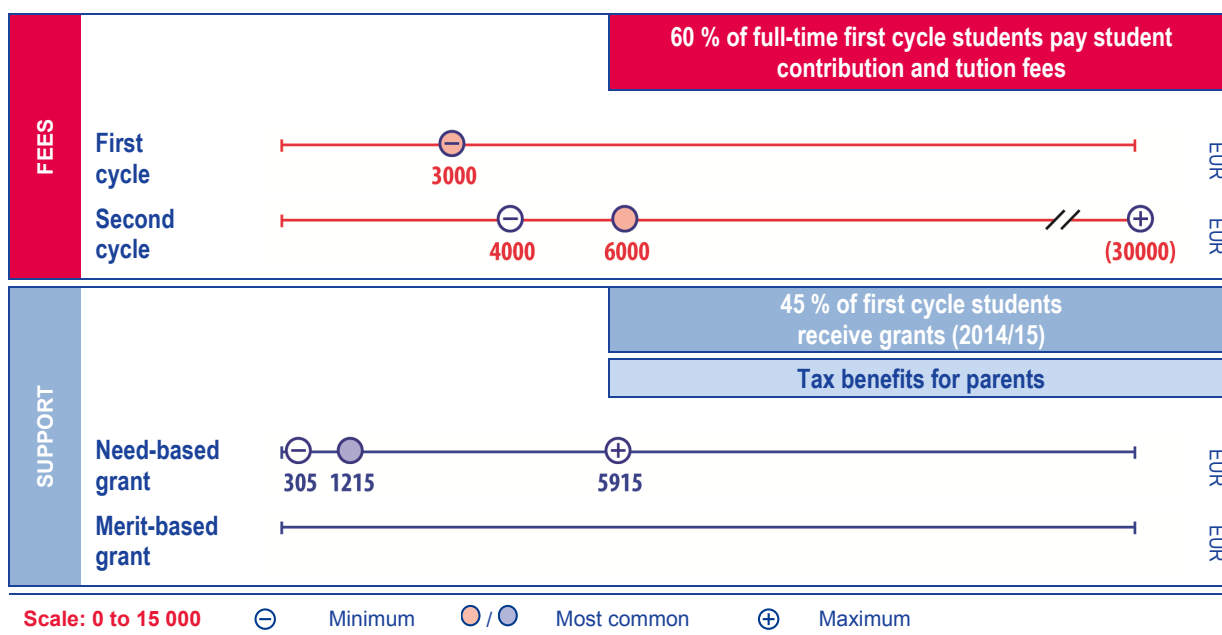 60 % of full-time first cycle students pay student
contribution and tution fees
FEES
First
cycle
3000
EUR
Second
cycle
4000
6000
(30000)
EUR
45 % of first cycle students
receive grants (2014/15)
Tax benefits for parents
SUPPORT
Need-based
grant
305
1215
5915
EUR
Merit-based
grant
EUR
Scale: 0 to 15 000
Minimum
/
Most common
Maximum